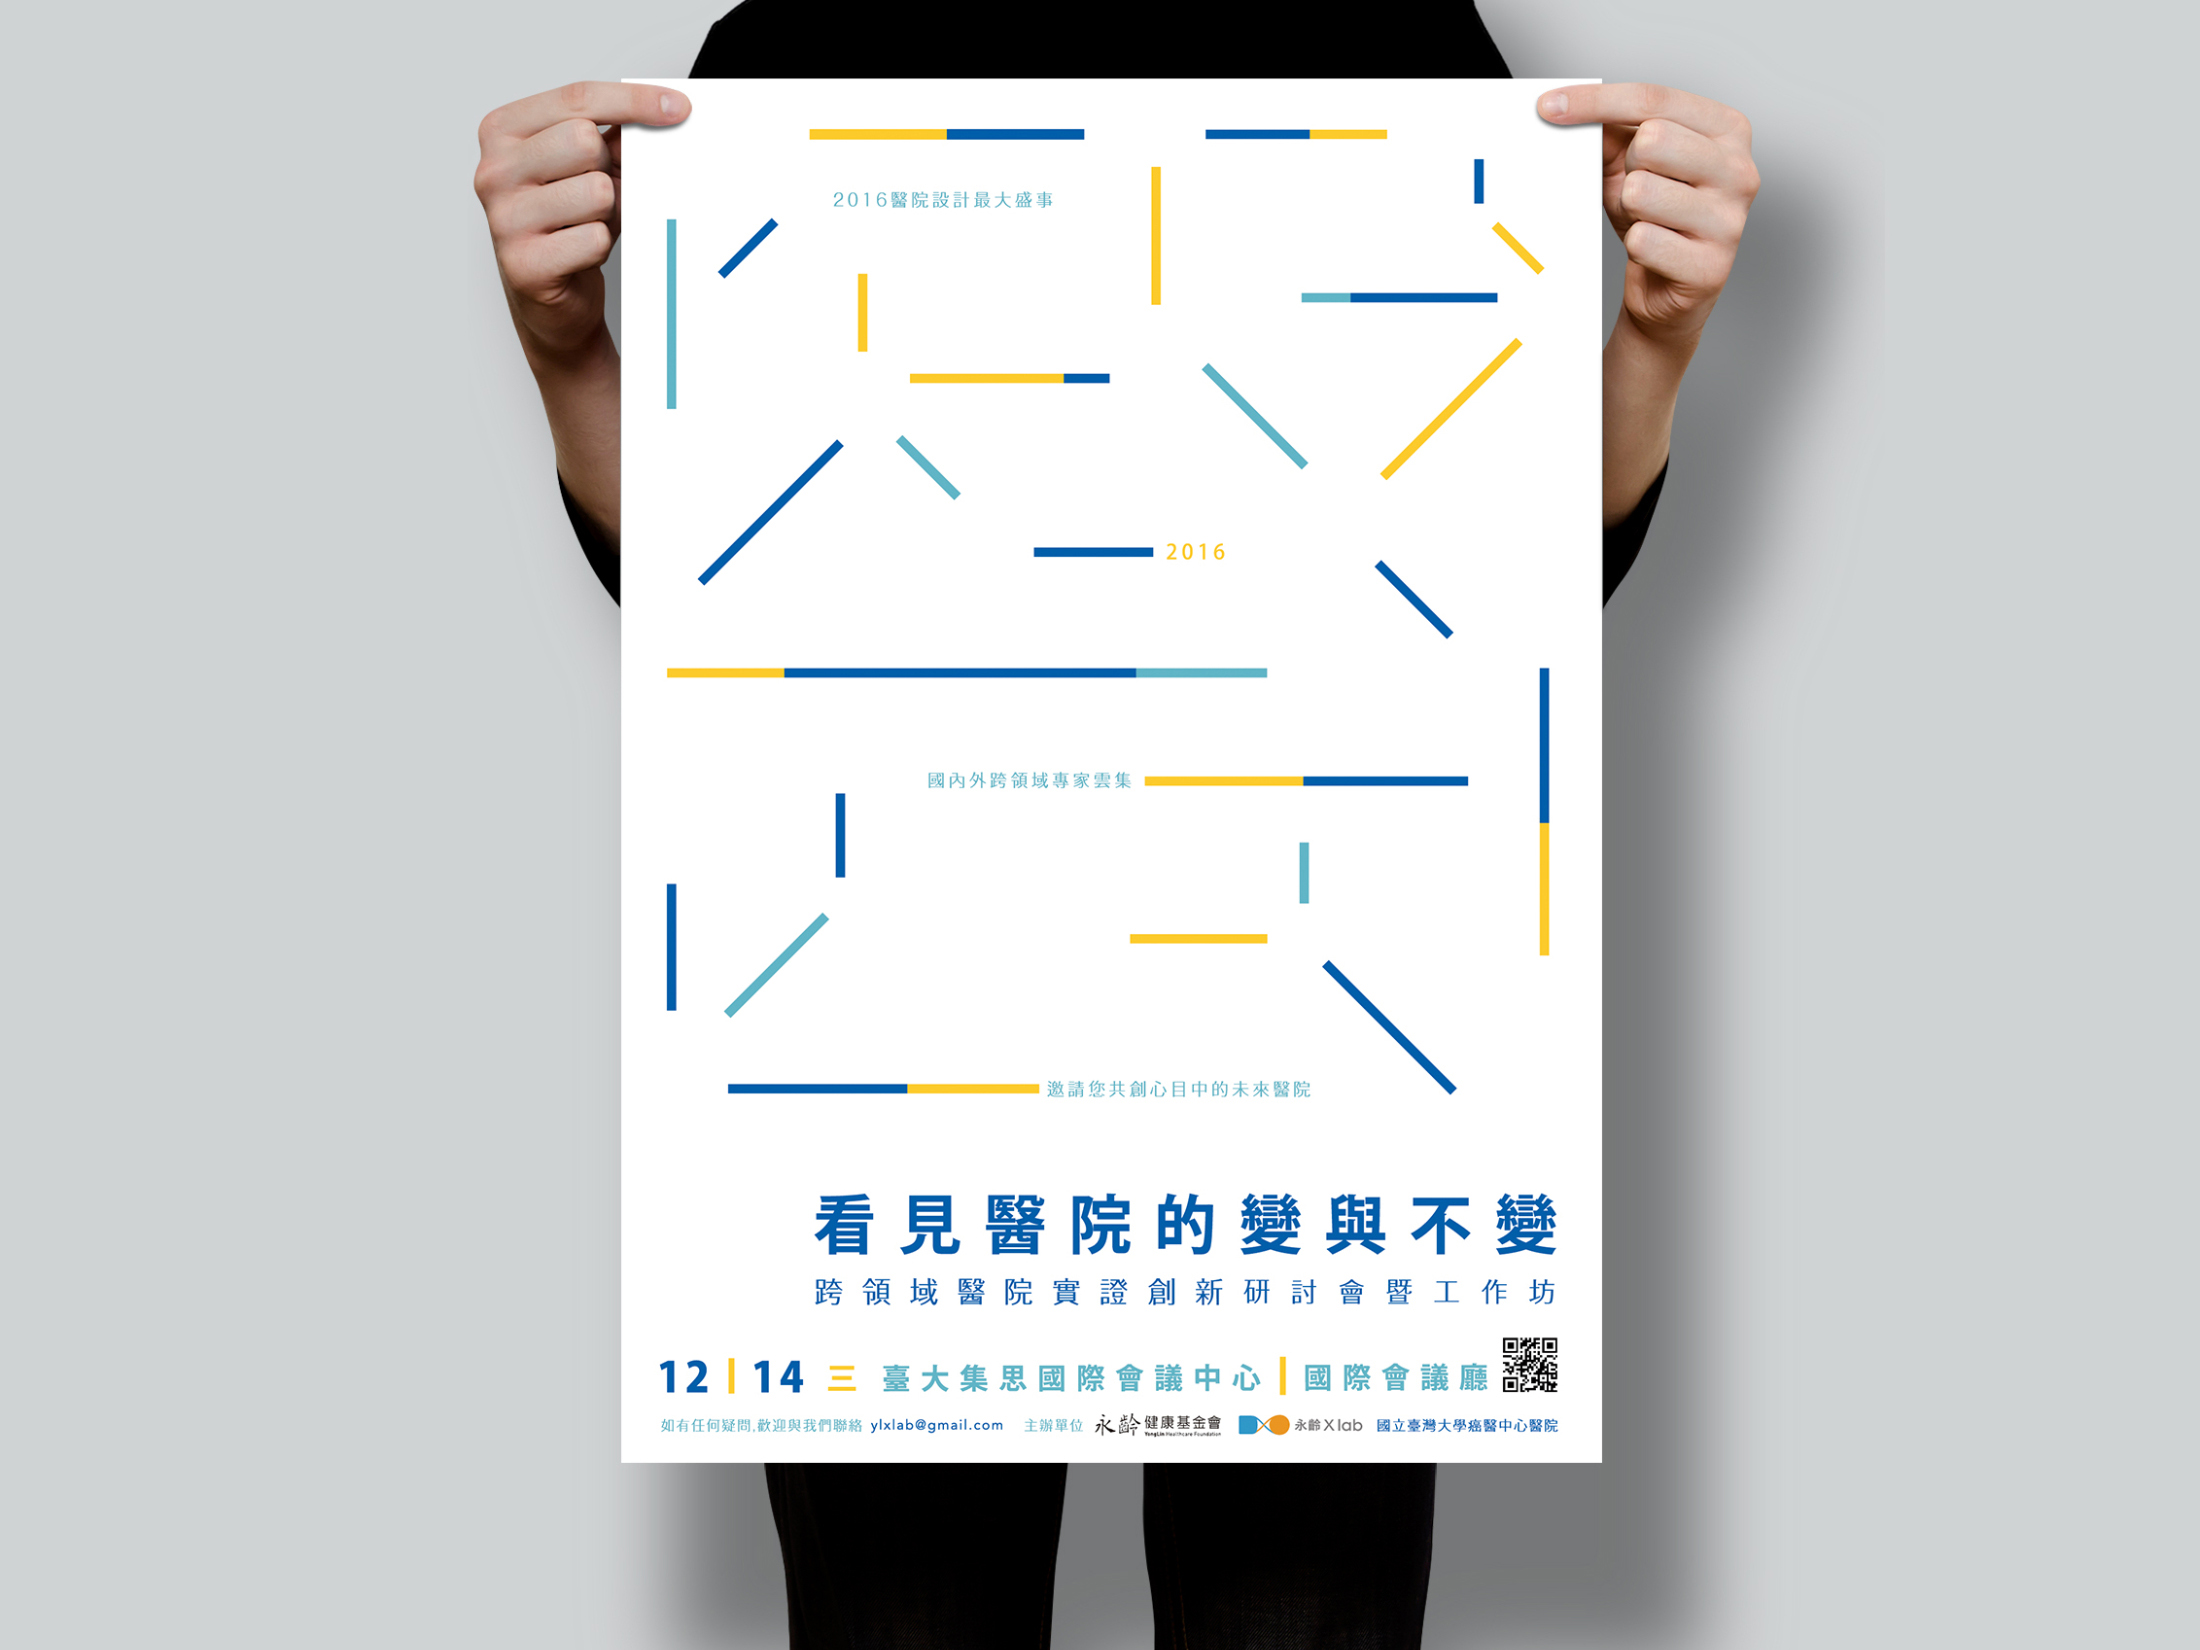 2016醫院設計最大盛事
2016
國內外跨領域專家雲集
邀請您共創心目中的未來醫院
看見醫院的變與不變
跨領域醫院實證創新研討會暨工作坊
12 | 14 三 臺大集思國際會議中心 | 國際會議廳
如有任何疑問,歡迎與我們聯絡 ylxlab@gmail.com 主辦單位 永齡 健康基金會 YongLin Healthcare Foundation 永齡 X lab 國立臺灣大學癌醫中心醫院